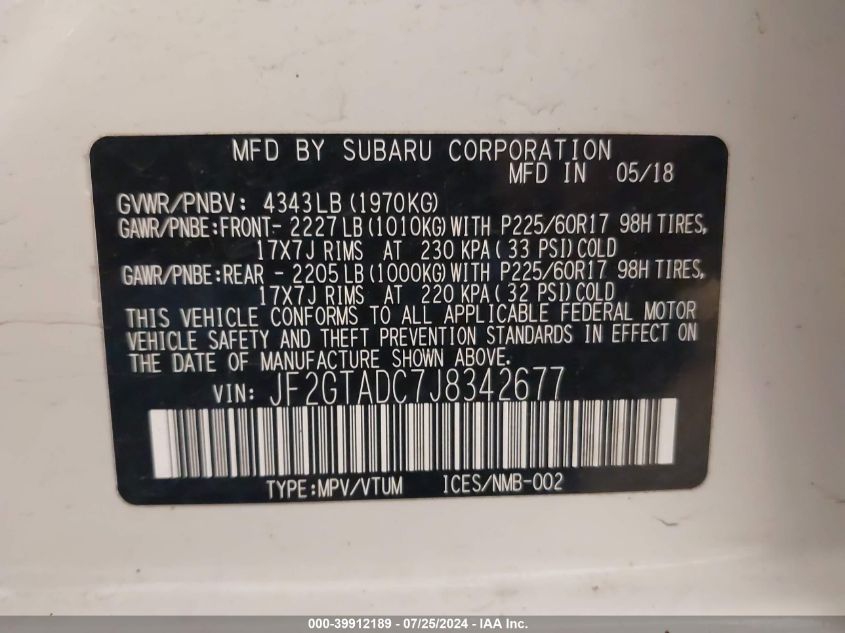 MFD BY SUBARU CORPORATION
MFD IN 05/18
GVWR/PNBV: 4343LB (1970KG)
GAWR/PNBE:FRONT- 2227LB (1010KG) WITH P225/60R17 98H TIRES,
17X7J RIMS AT 230 KPA (33 PSI) COLD
GAWR/PNBE:REAR - 2205LB (1000KG) WITH P225/60R17 98H TIRES,
17X7J RIMS AT 220 KPA (32 PSI) COLD
THIS VEHICLE CONFORMS TO ALL APPLICABLE FEDERAL MOTOR
VEHICLE SAFETY AND THEFT PREVENTION STANDARDS IN EFFECT ON
THE DATE OF MANUFACTURE SHOWN ABOVE.
VIN: JF2GTADC7J8342677
TYPE:MPV/VTUM ICES/NMB-002
000-39912189 - 07/25/2024 - IAA Inc.